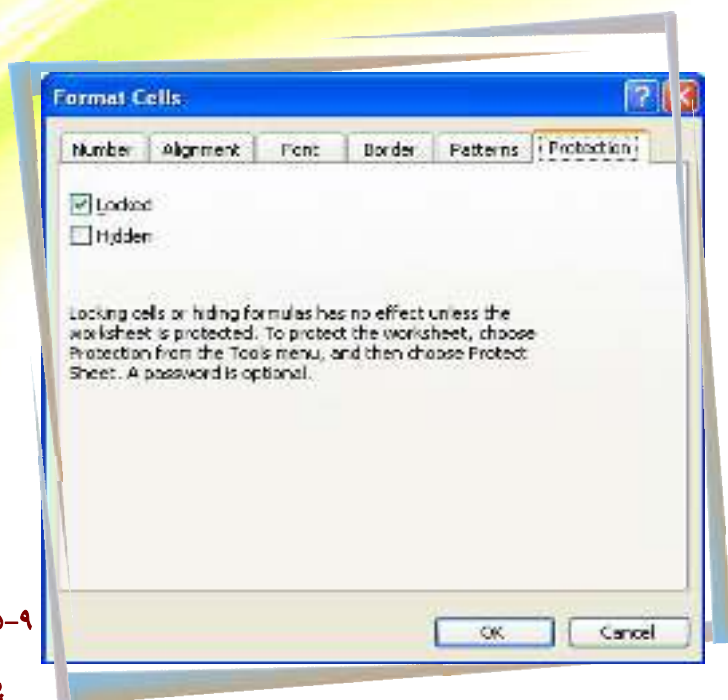 Format Cells
Number Alignment Font Border Patterns Protection
Locked
Hidden
Locking cells or hiding formulas has no effect unless the
worksheet is protected. To protect the worksheet, choose
Protection from the Tools menu, and then choose Protect
Sheet. A password is optional.
OK Cancel